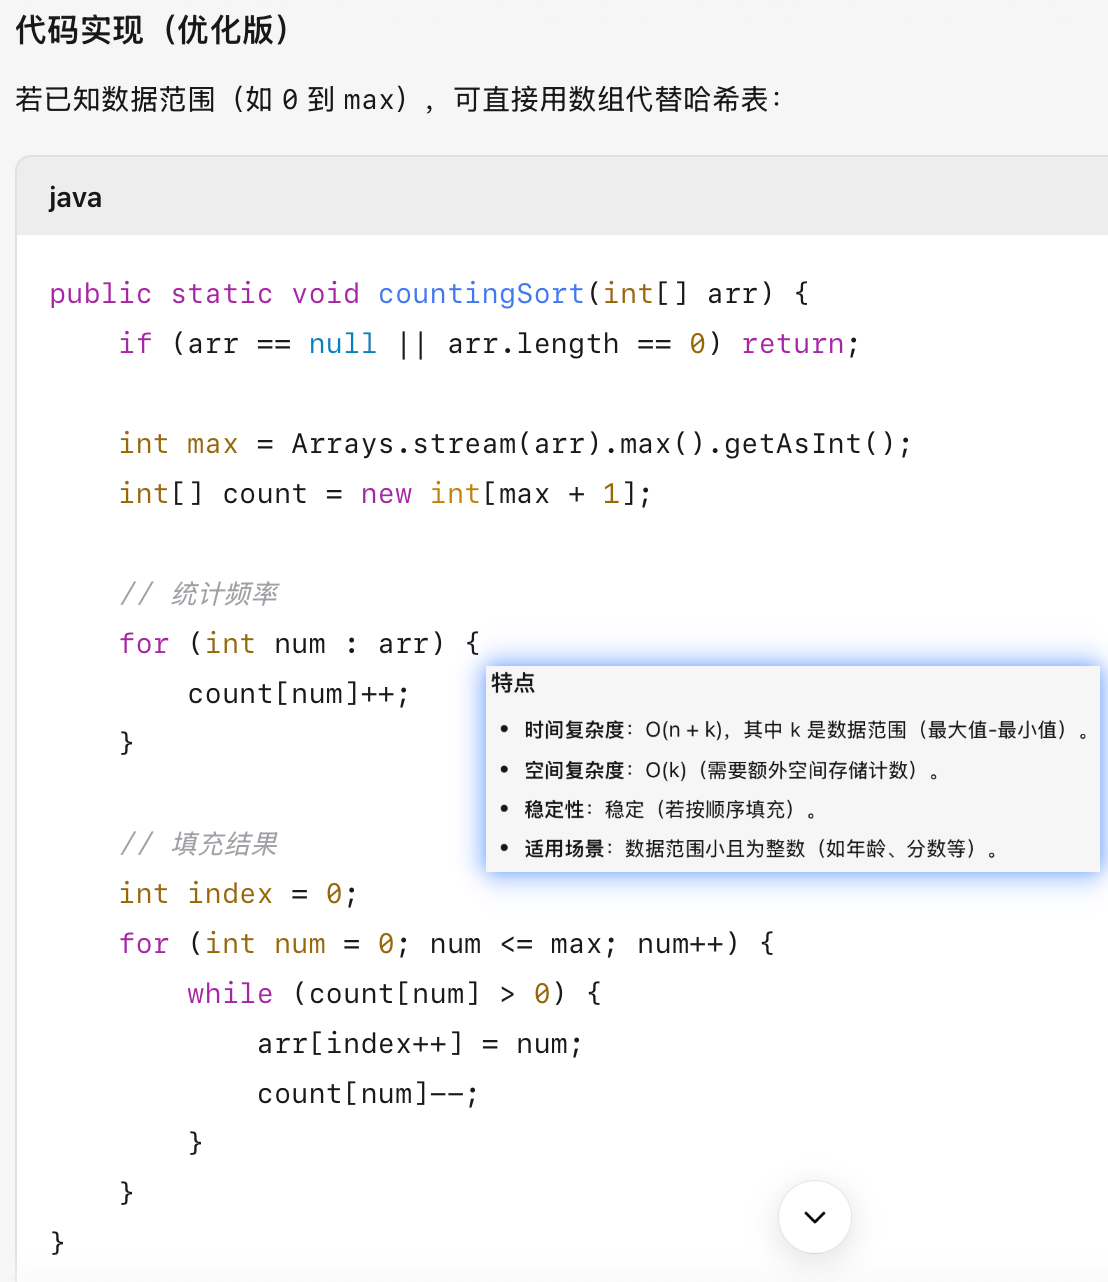 代码实现（优化版）
若已知数据范围（如 0 到 max），可直接用数组代替哈希表：
java
public static void countingSort(int[] arr) {
    if (arr == null || arr.length == 0) return;
    int max = Arrays.stream(arr).max().getAsInt();
    int[] count = new int[max + 1];
    // 统计频率
    for (int num : arr) {
        count[num]++;
    }
    // 填充结果
    int index = 0;
    for (int num = 0; num <= max; num++) {
        while (count[num] > 0) {
            arr[index++] = num;
            count[num]--;
        }
    }
}
特点
• 时间复杂度：O(n + k)，其中 k 是数据范围（最大值-最小值）。
• 空间复杂度：O(k)（需要额外空间存储计数）。
• 稳定性：稳定（若按顺序填充）。
• 适用场景：数据范围小且为整数（如年龄、分数等）。